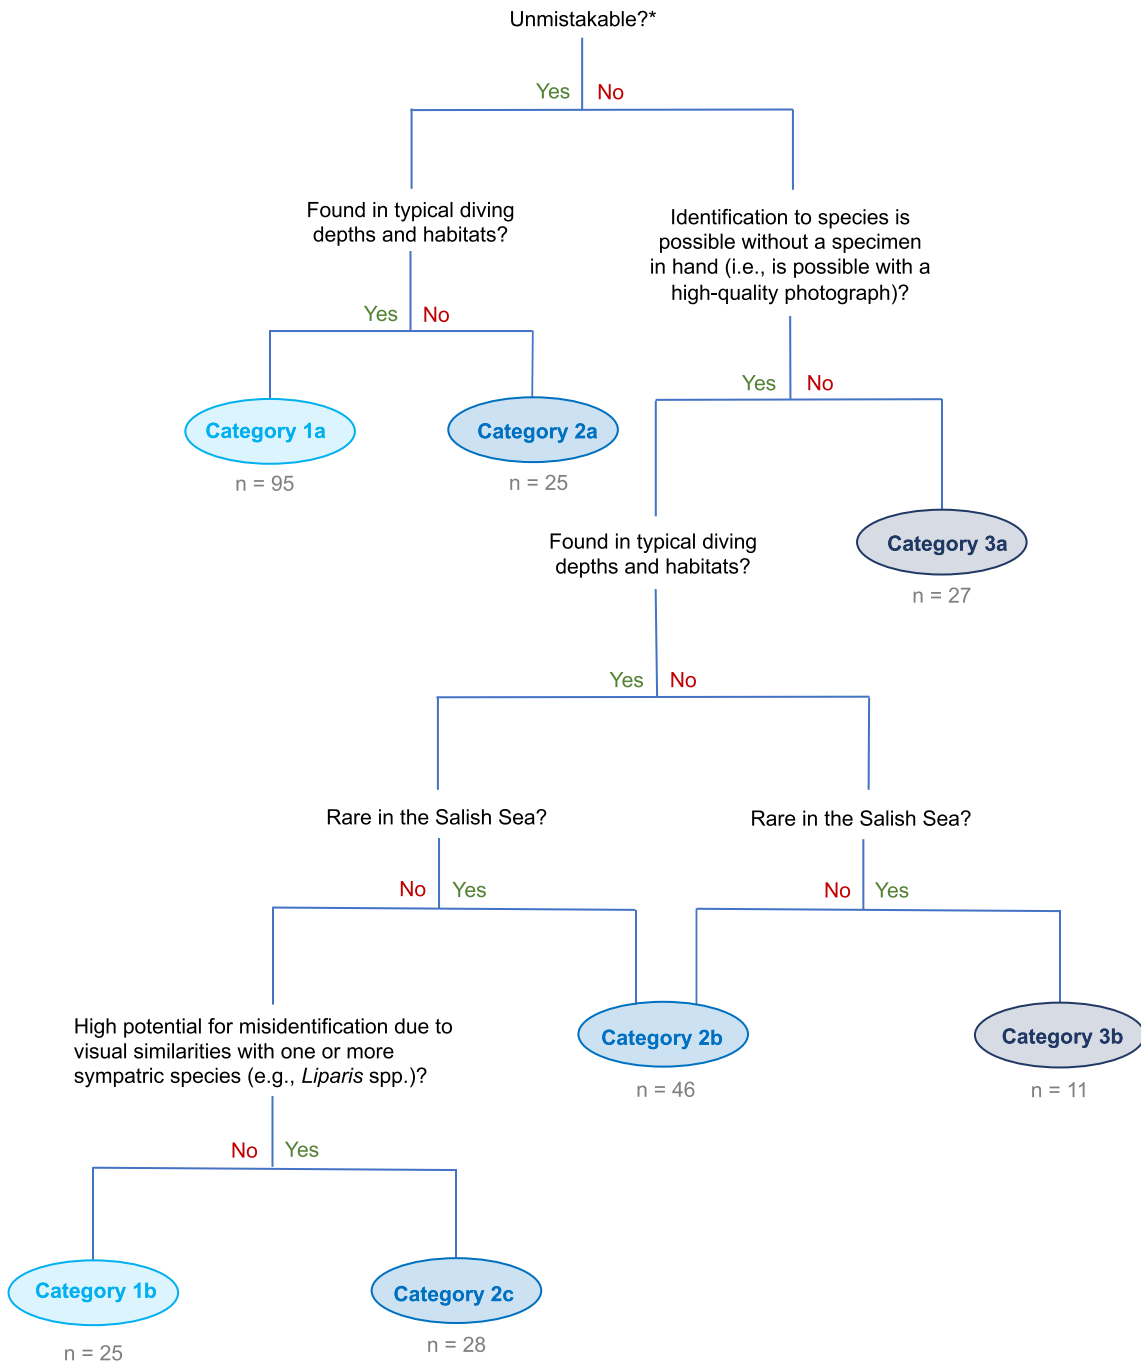 Unmistakable?*
Yes No
Found in typical diving
depths and habitats?
Identification to species is
possible without a specimen
in hand (i.e., is possible with a
high-quality photograph)?
Yes No
Yes No
Category 1a
n = 95
Category 2a
n = 25
Found in typical diving
depths and habitats?
Category 3a
n = 27
Yes No
Rare in the Salish Sea?
Rare in the Salish Sea?
No Yes
No Yes
High potential for misidentification due to
visual similarities with one or more
sympatric species (e.g., Liparis spp.)?
Category 2b
n = 46
Category 3b
n = 11
No Yes
Category 1b
n = 25
Category 2c
n = 28